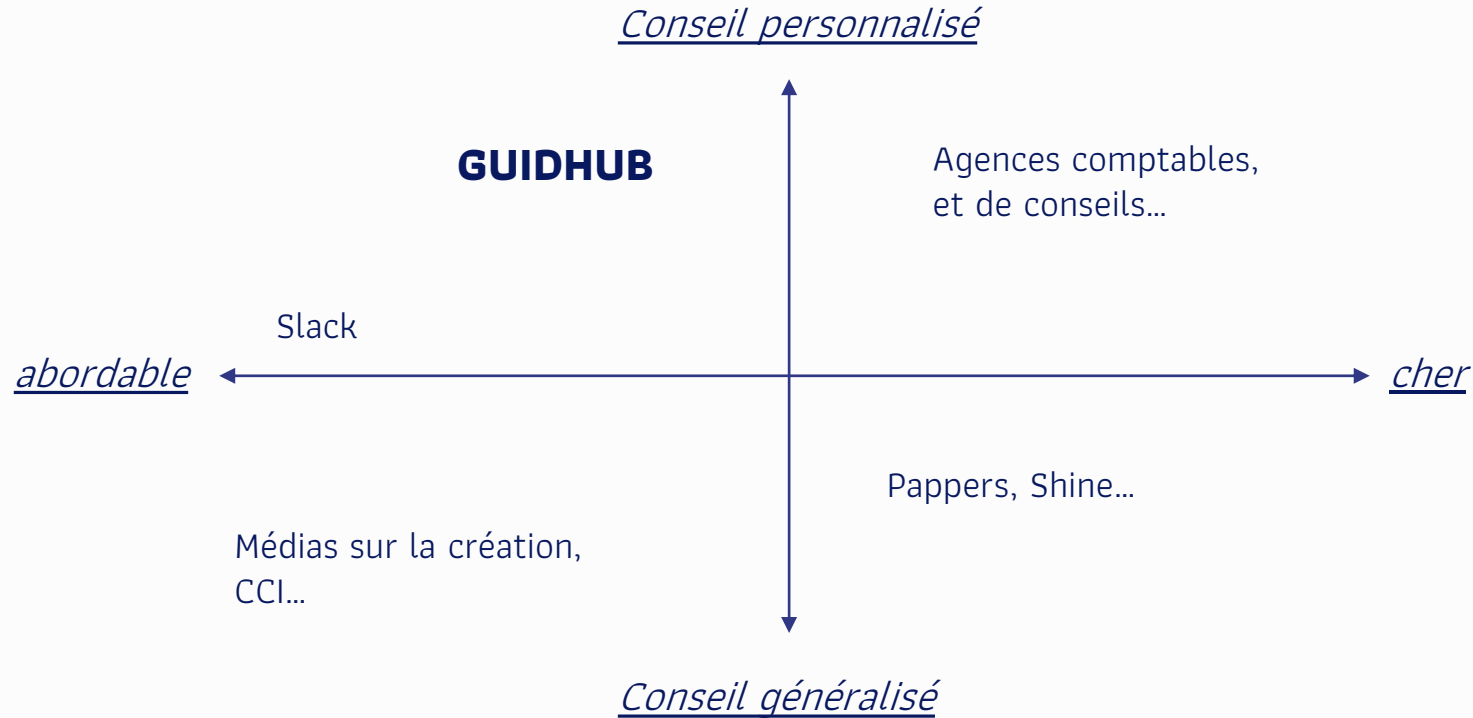 Conseil personnalisé
GUIDHUB
Agences comptables,
et de conseils...
Slack
abordable
cher
Pappers, Shine...
Médias sur la création,
CCI...
Conseil généralisé